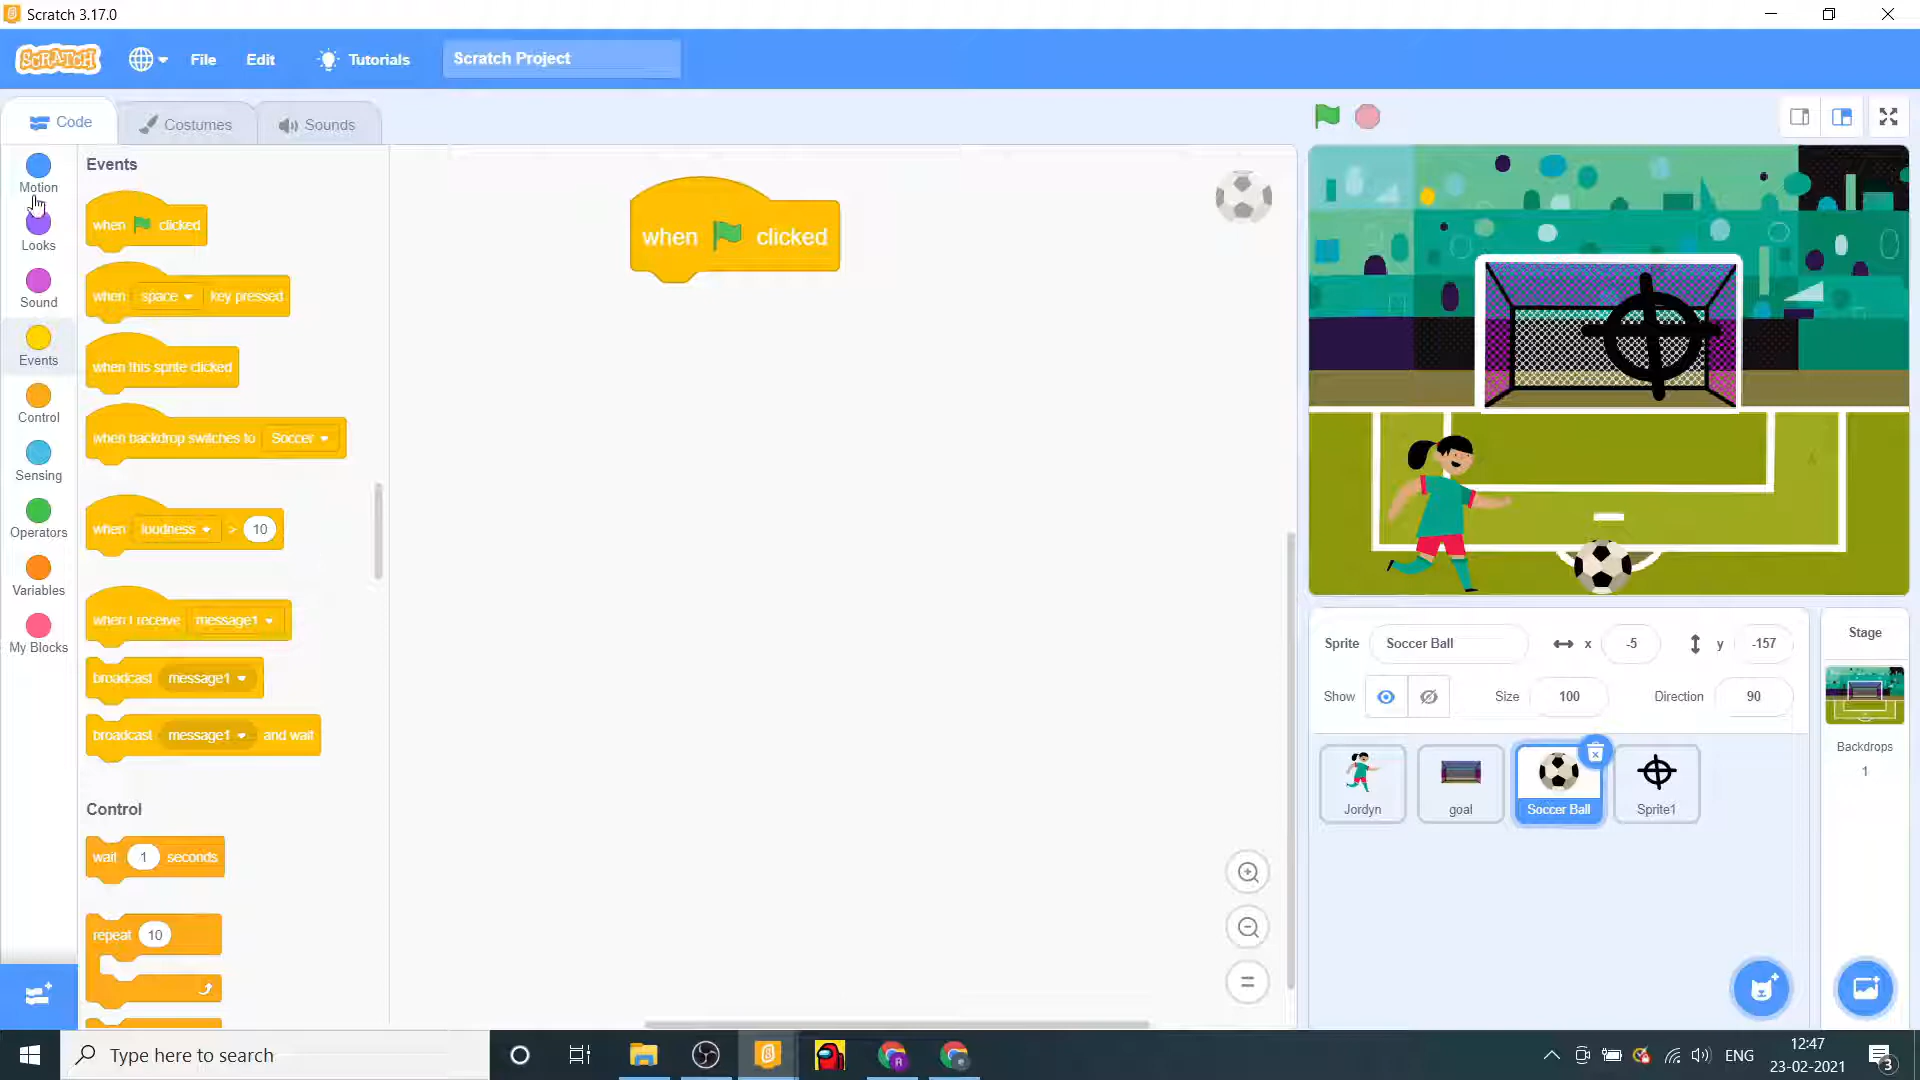 Scratch 3.17.0
SCRATCH
File
Edit
Tutorials
Scratch Project
Code
Costumes
Sounds
Motion
Looks
Sound
Events
Control
Sensing
Operators
Variables
My Blocks
Events
when clicked
when space key pressed
when this sprite clicked
when backdrop switches to Soccer
when loudness > 10
when I receive message1
broadcast message1
broadcast message1 and wait
Control
wait 1 seconds
repeat 10
when clicked
Sprite Soccer Ball x -5 y -157
Show Size 100 Direction 90
Jordyn
goal
Soccer Ball
Sprite1
Stage
Backdrops
1
Type here to search
ENG
12:47
23-02-2021
3